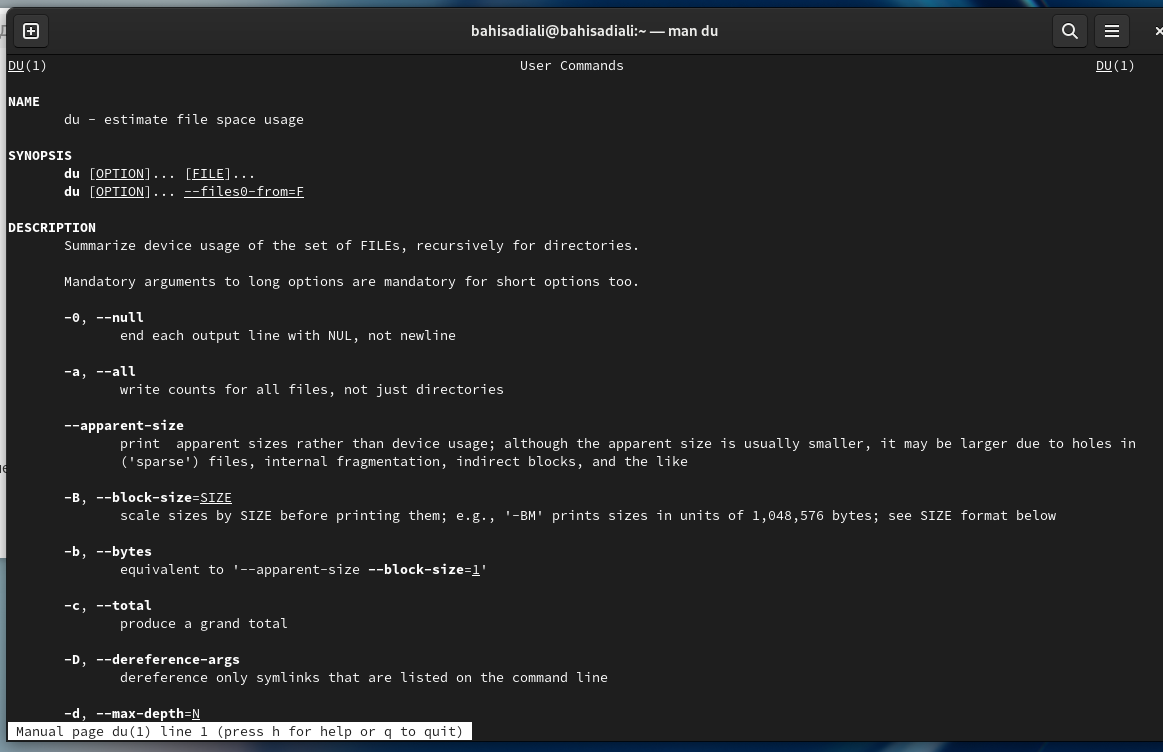 bahisadiali@bahisadiali:~ — man du
DU(1) User Commands DU(1)
NAME
du - estimate file space usage
SYNOPSIS
du [OPTION]... [FILE]...
du [OPTION]... --files0-from=F
DESCRIPTION
Summarize device usage of the set of FILEs, recursively for directories.
Mandatory arguments to long options are mandatory for short options too.
-0, --null
end each output line with NUL, not newline
-a, --all
write counts for all files, not just directories
--apparent-size
print  apparent sizes rather than device usage; although the apparent size is usually smaller, it may be larger due to holes in
('sparse') files, internal fragmentation, indirect blocks, and the like
-B, --block-size=SIZE
scale sizes by SIZE before printing them; e.g., '-BM' prints sizes in units of 1,048,576 bytes; see SIZE format below
-b, --bytes
equivalent to '--apparent-size --block-size=1'
-c, --total
produce a grand total
-D, --dereference-args
dereference only symlinks that are listed on the command line
-d, --max-depth=N
Manual page du(1) line 1 (press h for help or q to quit)